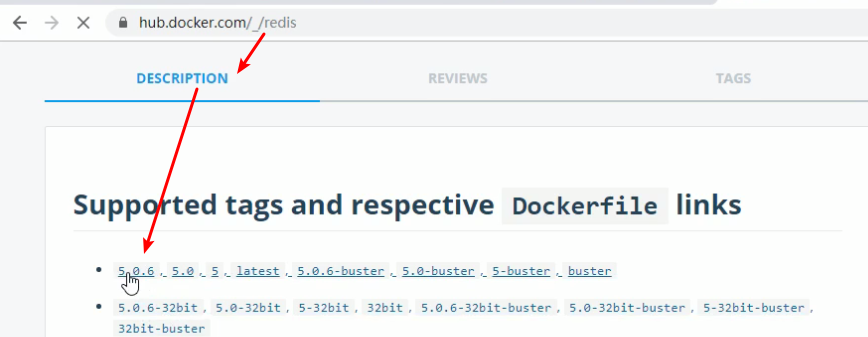 hub.docker.com/_/redis
DESCRIPTION REVIEWS TAGS
Supported tags and respective Dockerfile links
• 5.0.6, 5.0, 5, latest, 5.0.6-buster, 5.0-buster, 5-buster, buster
• 5.0.6-32bit, 5.0-32bit, 5-32bit, 32bit, 5.0.6-32bit-buster, 5.0-32bit-buster, 5-32bit-buster,
32bit-buster